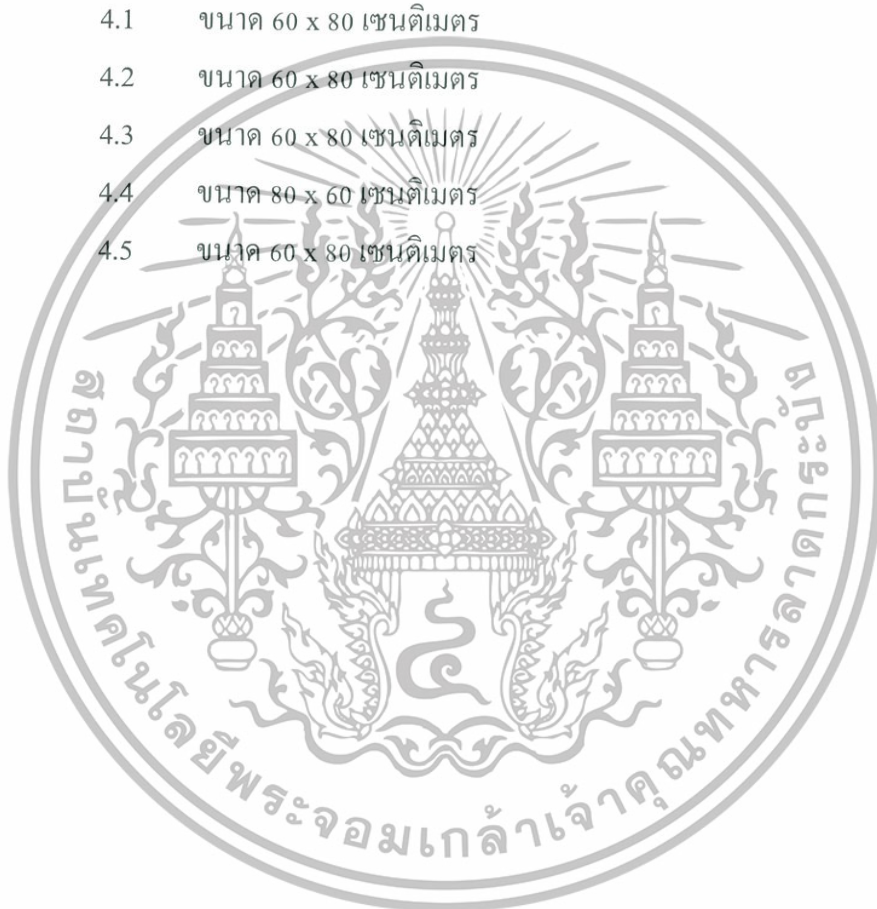 4.1 ขนาด 60 x 80 เซนติเมตร
4.2 ขนาด 60 x 80 เซนติเมตร
4.3 ขนาด 60 x 80 เซนติเมตร
4.4 ขนาด 80 x 60 เซนติเมตร
4.5 ขนาด 60 x 80 เซนติเมตร
สถาบันเทคโนโลยีพระจอมเกล้าเจ้าคุณทหารลาดกระบัง
๔